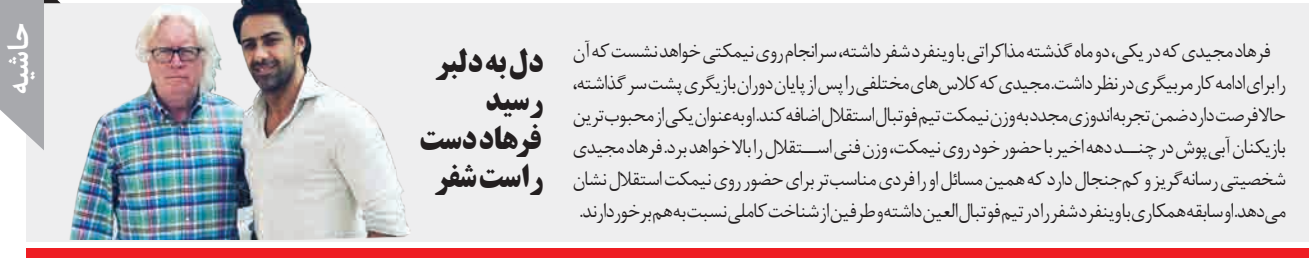 حاشیه
دل به دلبر
رسید
فرهاد دست
راست شفر
فرهاد مجیدی که در یکی، دو ماه گذشته مذاکراتی با وینفرد شفر داشته، سرانجام روی نیمکتی خواهد نشست که آن
را برای ادامه کار مربیگری در نظر داشت. مجیدی که کلاس‌های مختلفی را پس از پایان دوران بازیگری پشت سر گذاشته،
حالا فرصت دارد ضمن تجربه‌اندوزی مجدد به وزن نیمکت تیم فوتبال استقلال اضافه کند. او به عنوان یکی از محبوب ترین
بازیکنان آبی پوش در چنــد دهه اخیر با حضور خود روی نیمکت، وزن فنی اســتقلال را بالا خواهد برد. فرهاد مجیدی
شخصیتی رسانه‌گریز و کم‌جنجال دارد که همین مسائل او را فردی مناسب‌تر برای حضور روی نیمکت استقلال نشان
می‌دهد. او سابقه همکاری با وینفرد شفر را در تیم فوتبال العین داشته و طرفین از شناخت کاملی نسبت به هم برخوردارند.